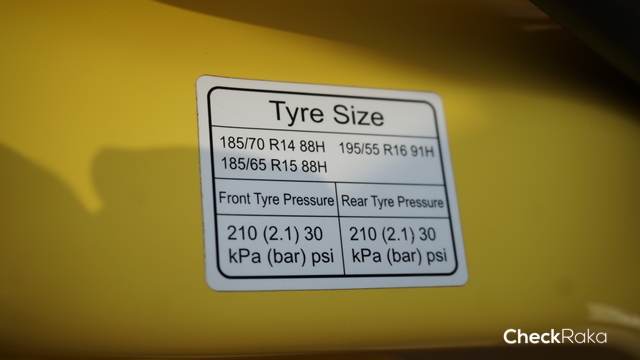 Tyre Size
185/70 R14 88H 195/55 R16 91H
185/65 R15 88H
Front Tyre Pressure Rear Tyre Pressure
210 (2.1) 30 210 (2.1) 30
kPa (bar) psi kPa (bar) psi
CheckRaka